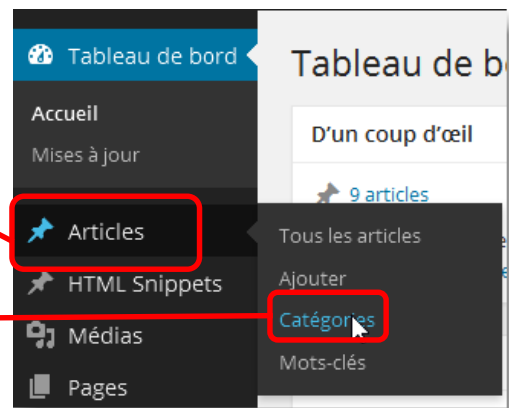 Tableau de bord
Tableau de b
Accueil
Mises à jour
D'un coup d'œil
9 articles
Articles
HTML Snippets
Médias
Pages
Tous les articles
Ajouter
Catégories
Mots-clés